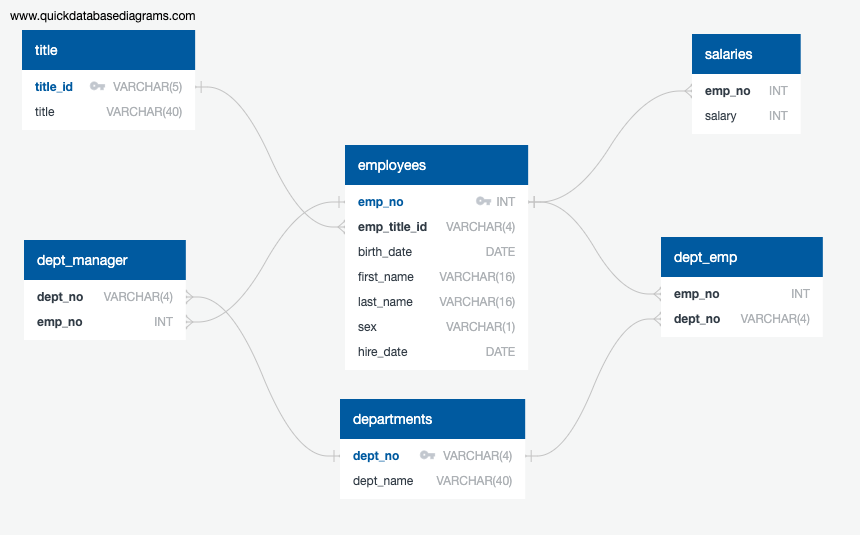 www.quickdatabasediagrams.com
title
title_id VARCHAR(5)
title VARCHAR(40)
salaries
emp_no INT
salary INT
employees
emp_no INT
emp_title_id VARCHAR(4)
birth_date DATE
first_name VARCHAR(16)
last_name VARCHAR(16)
sex VARCHAR(1)
hire_date DATE
dept_manager
dept_no VARCHAR(4)
emp_no INT
dept_emp
emp_no INT
dept_no VARCHAR(4)
departments
dept_no VARCHAR(4)
dept_name VARCHAR(40)